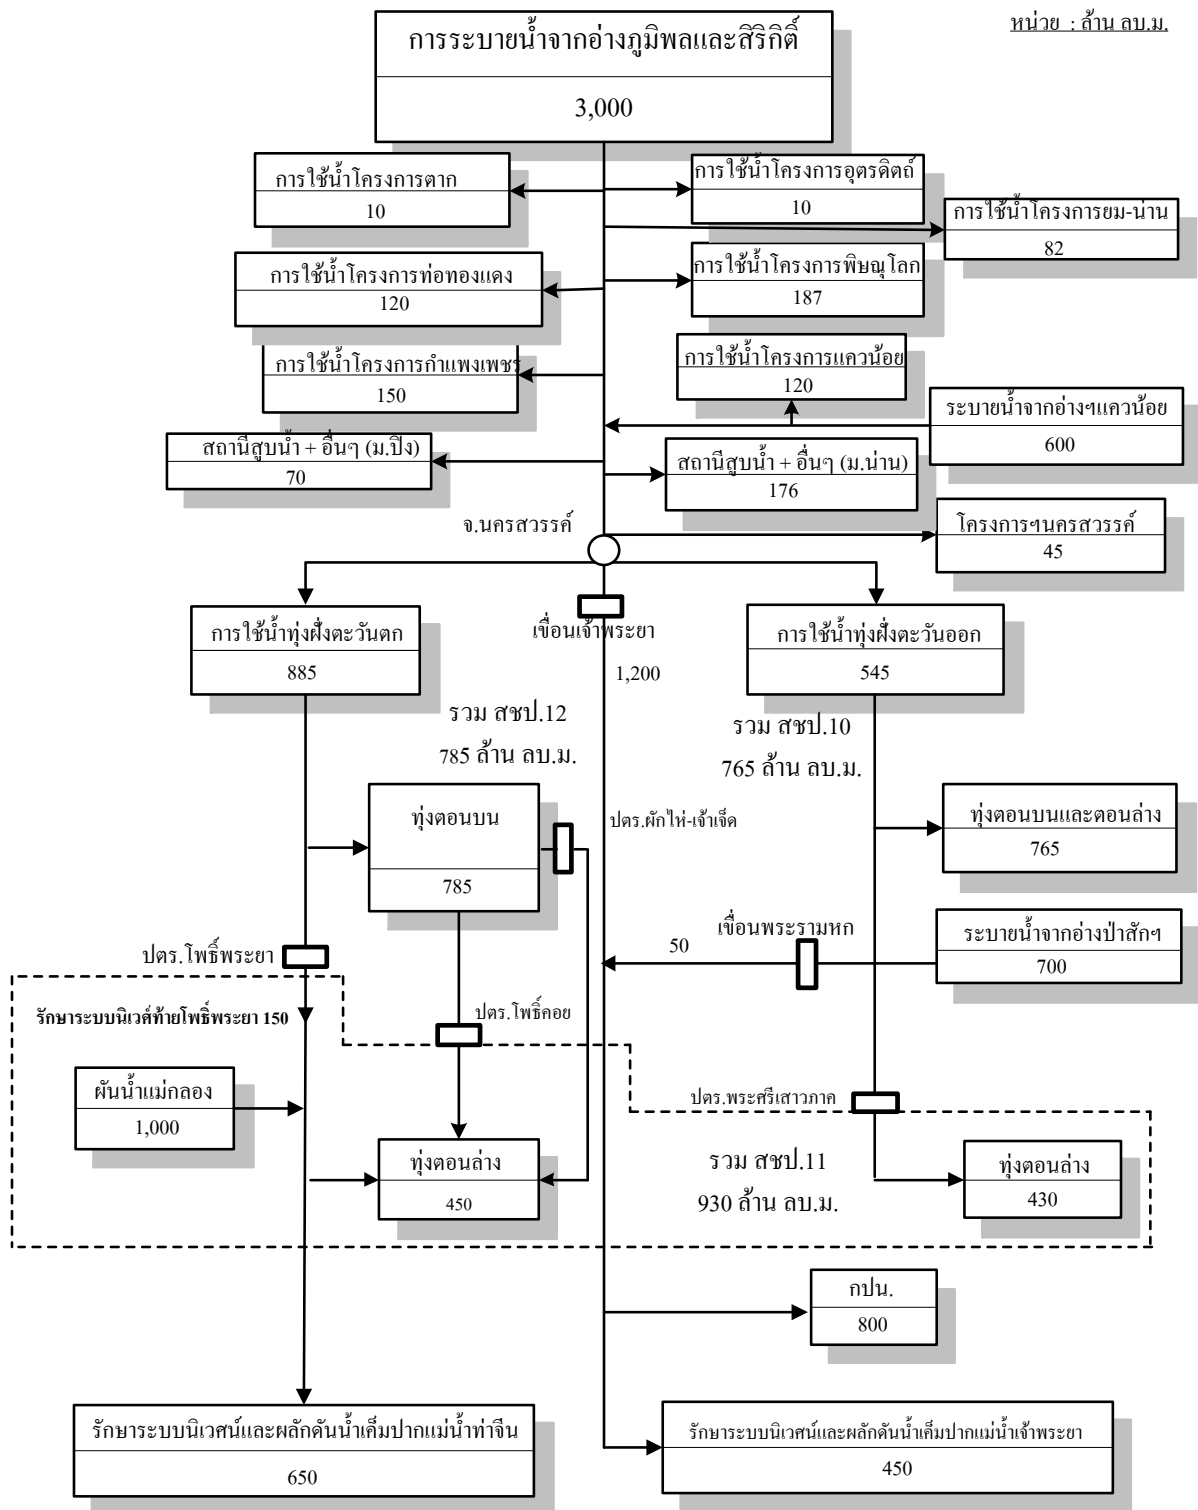 หน่วย : ล้าน ลบ.ม.
การระบายน้ำจากอ่างภูมิพลและสิริกิติ์
3,000
การใช้น้ำโครงการตาก
10
การใช้น้ำโครงการอุตรดิตถ์
10
การใช้น้ำโครงการยม-น่าน
82
การใช้น้ำโครงการท่อทองแดง
120
การใช้น้ำโครงการพิษณุโลก
187
การใช้น้ำโครงการกำแพงเพชร
150
การใช้น้ำโครงการแควน้อย
120
ระบายน้ำจากอ่างฯแควน้อย
600
สถานีสูบน้ำ + อื่นๆ (ม.ปิง)
70
สถานีสูบน้ำ + อื่นๆ (ม.น่าน)
176
จ.นครสวรรค์
โครงการฯนครสวรรค์
45
การใช้น้ำทุ่งฝั่งตะวันตก
885
เขื่อนเจ้าพระยา
1,200
การใช้น้ำทุ่งฝั่งตะวันออก
545
รวม สชป.12
785 ล้าน ลบ.ม.
รวม สชป.10
765 ล้าน ลบ.ม.
ทุ่งตอนบน
785
ปตร.ผักไห่-เจ้าเจ็ด
ทุ่งตอนบนและตอนล่าง
765
เขื่อนพระรามหก
50
ระบายน้ำจากอ่างป่าสักฯ
700
ปตร.โพธิ์พระยา
รักษาระบบนิเวศ์ท้ายโพธิ์พระยา 150
ปตร.โพธิ์คอย
ผันน้ำแม่กลอง
1,000
ปตร.พระศรีเสาวภาค
ทุ่งตอนล่าง
450
รวม สชป.11
930 ล้าน ลบ.ม.
ทุ่งตอนล่าง
430
กปน.
800
รักษาระบบนิเวศน์และผลักดันน้ำเค็มปากแม่น้ำท่าจีน
650
รักษาระบบนิเวศน์และผลักดันน้ำเค็มปากแม่น้ำเจ้าพระยา
450